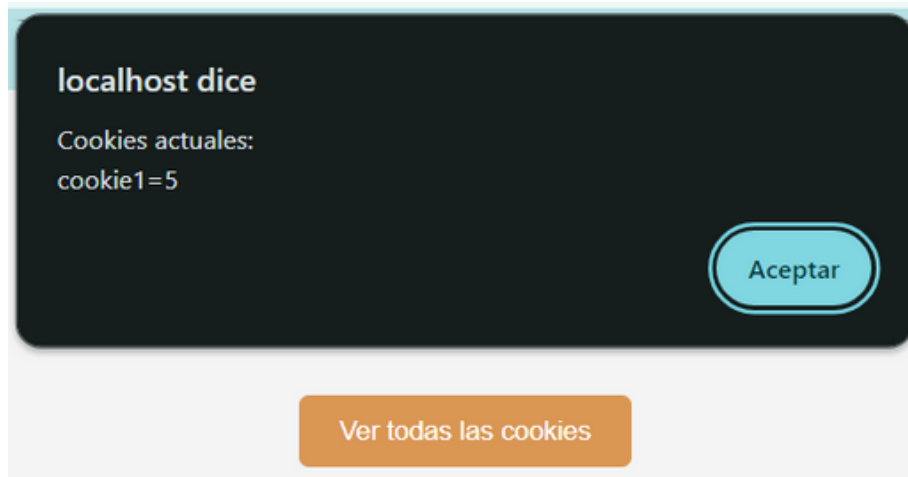 localhost dice
Cookies actuales:
cookie1=5
Aceptar
Ver todas las cookies